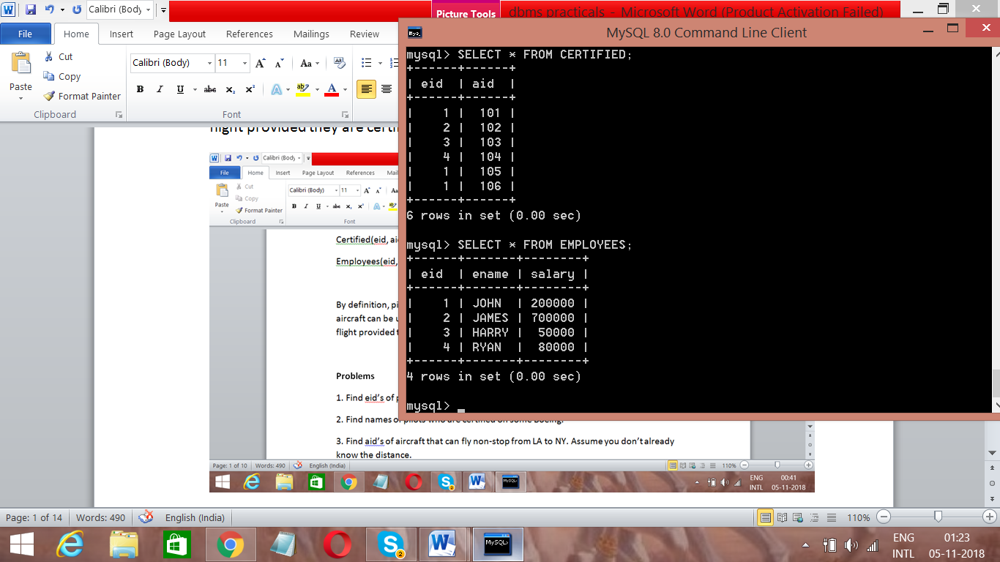 Picture Tools
dbms practicals - Microsoft Word (Product Activation Failed)
Calibri (Body
File Home Insert Page Layout References Mailings Review
Paste
Cut
Copy
Format Painter
Clipboard
Calibri (Body) 11
B I U abc x₂ x² A ab A
Font
flight provided they are certi
Calibri (Body
File Home Insert Page Layout References Mail
Paste
Cut
Copy
Format Painter
Clipboard
Calibri (Body) 11
B I U abc x₂ x² A
Font
Certified(eid, aid
Employees(eid,
By definition, pi
aircraft can be u
flight provided t
Problems
1. Find eid's of p
2. Find names of pilots who are certified on some Boeing.
3. Find aid's of aircraft that can fly non-stop from LA to NY. Assume you don't already
know the distance.
Page: 1 of 10 Words: 490 English (India) 110%
ENG 00:41
INTL 05-11-2018
MySQL 8.0 Command Line Client
mysql> SELECT * FROM CERTIFIED;
+------+------+
| eid  | aid  |
+------+------+
|    1 |  101 |
|    2 |  102 |
|    3 |  103 |
|    4 |  104 |
|    1 |  105 |
|    1 |  106 |
+------+------+
6 rows in set (0.00 sec)
mysql> SELECT * FROM EMPLOYEES;
+------+-------+--------+
| eid  | ename | salary |
+------+-------+--------+
|    1 | JOHN  | 200000 |
|    2 | JAMES | 700000 |
|    3 | HARRY |  50000 |
|    4 | RYAN  |  80000 |
+------+-------+--------+
4 rows in set (0.00 sec)
mysql> _
Page: 1 of 14 Words: 490 English (India) 110%
ENG 01:23
INTL 05-11-2018